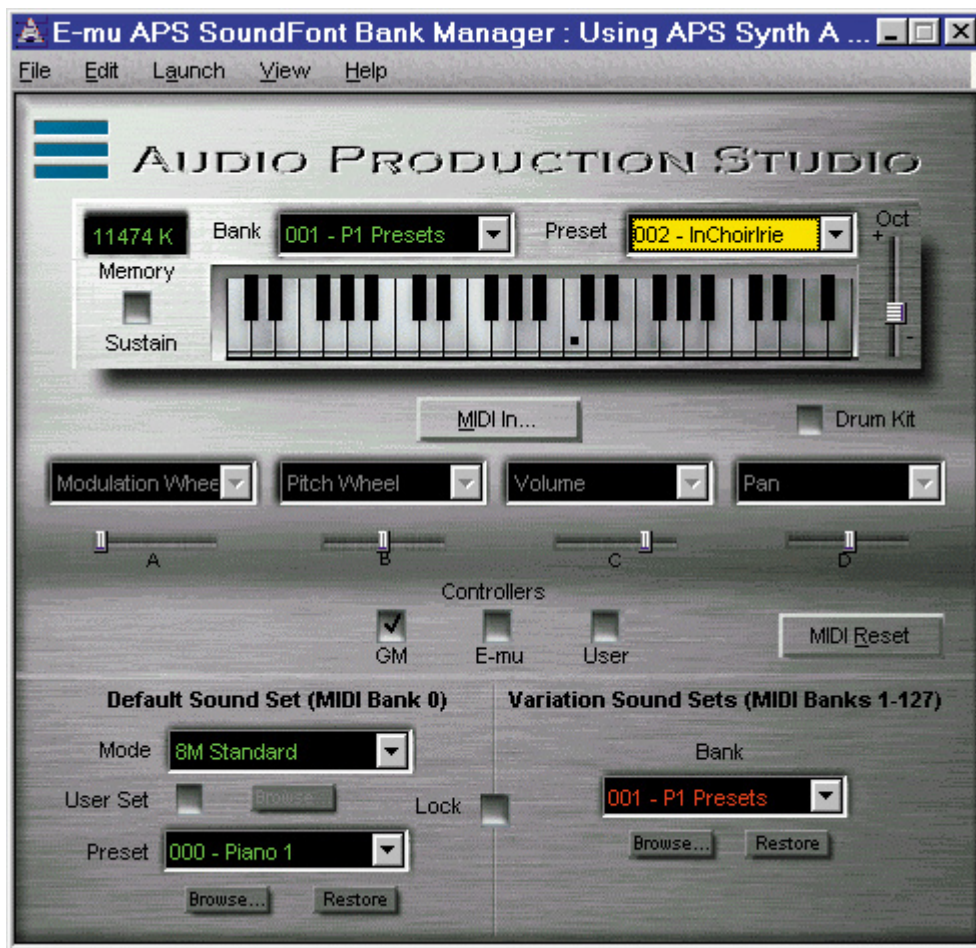 E-mu APS SoundFont Bank Manager : Using APS Synth A ...
File Edit Launch View Help
AUDIO PRODUCTION STUDIO
11474 K Bank 001 - P1 Presets Preset 002 - InChoirIrie Oct
+
Memory
Sustain
-
MIDI In... Drum Kit
Modulation Whee Pitch Wheel Volume Pan
A B C D
Controllers
GM E-mu User MIDI Reset
Default Sound Set (MIDI Bank 0) Variation Sound Sets (MIDI Banks 1-127)
Mode 8M Standard Bank
User Set Browse... Lock 001 - P1 Presets
Preset 000 - Piano 1 Browse... Restore
Browse... Restore